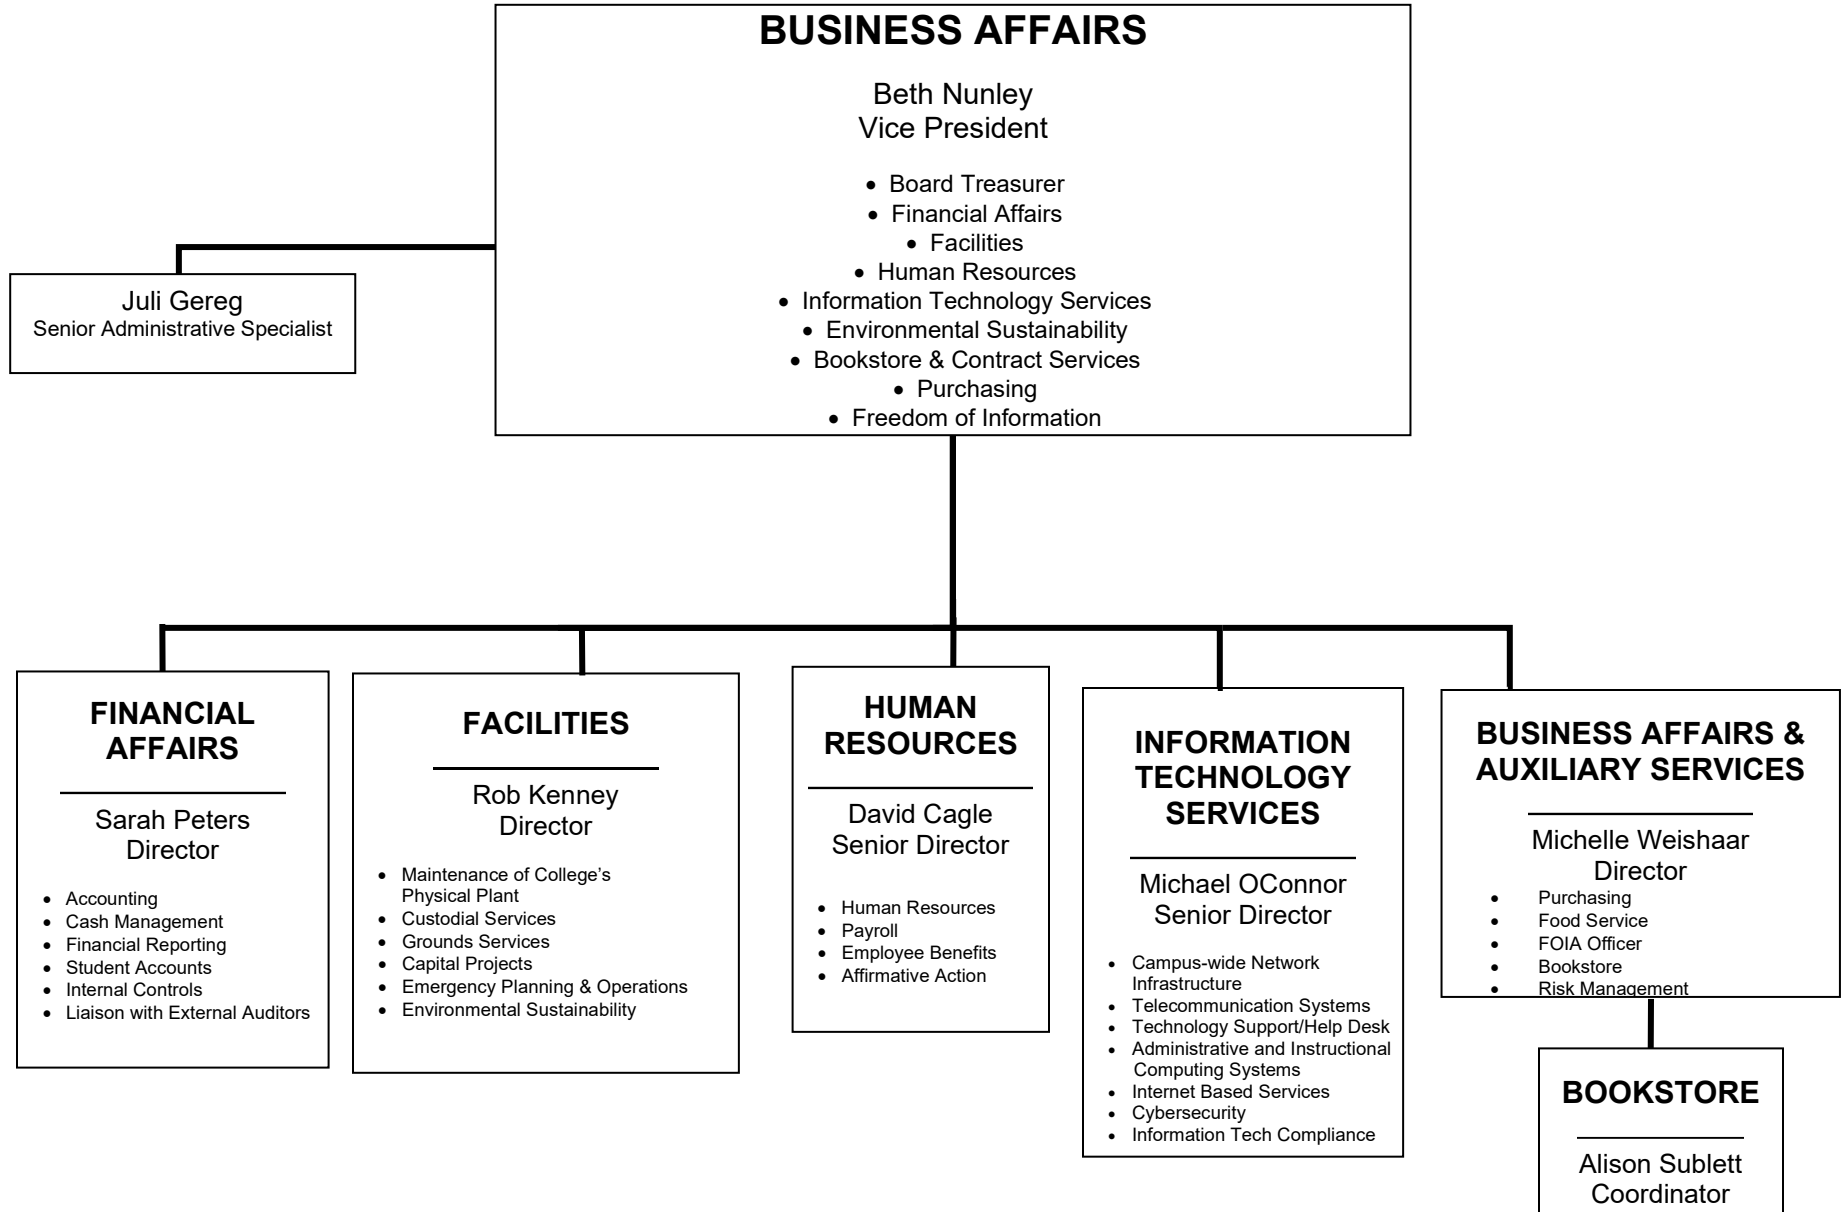 BUSINESS AFFAIRS
Beth Nunley
Vice President
• Board Treasurer
• Financial Affairs
• Facilities
• Human Resources
• Information Technology Services
• Environmental Sustainability
• Bookstore & Contract Services
• Purchasing
• Freedom of Information
Juli Gereg
Senior Administrative Specialist
FINANCIAL
AFFAIRS
Sarah Peters
Director
• Accounting
• Cash Management
• Financial Reporting
• Student Accounts
• Internal Controls
• Liaison with External Auditors
FACILITIES
Rob Kenney
Director
• Maintenance of College’s
Physical Plant
• Custodial Services
• Grounds Services
• Capital Projects
• Emergency Planning & Operations
• Environmental Sustainability
HUMAN
RESOURCES
David Cagle
Senior Director
• Human Resources
• Payroll
• Employee Benefits
• Affirmative Action
INFORMATION
TECHNOLOGY
SERVICES
Michael OConnor
Senior Director
• Campus-wide Network
Infrastructure
• Telecommunication Systems
• Technology Support/Help Desk
• Administrative and Instructional
Computing Systems
• Internet Based Services
• Cybersecurity
• Information Tech Compliance
BUSINESS AFFAIRS &
AUXILIARY SERVICES
Michelle Weishaar
Director
• Purchasing
• Food Service
• FOIA Officer
• Bookstore
• Risk Management
BOOKSTORE
Alison Sublett
Coordinator